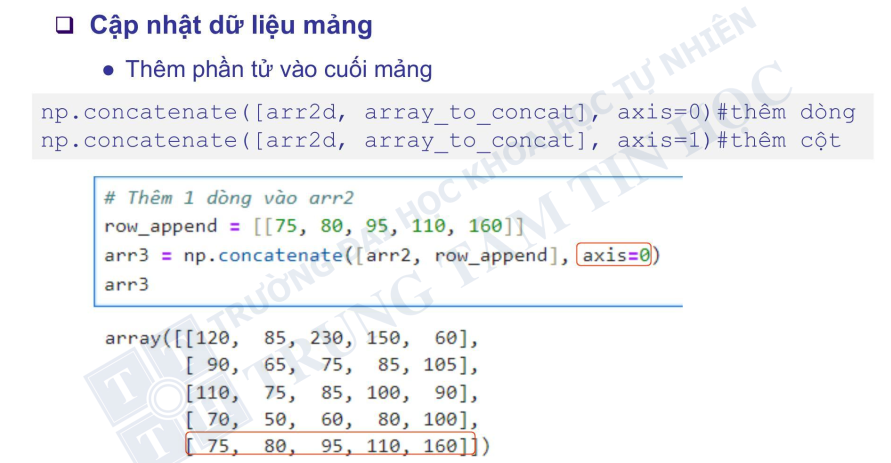 ❑ Cập nhật dữ liệu mảng
● Thêm phần tử vào cuối mảng
np.concatenate([arr2d, array_to_concat], axis=0)#thêm dòng
np.concatenate([arr2d, array_to_concat], axis=1)#thêm cột
# Thêm 1 dòng vào arr2
row_append = [[75, 80, 95, 110, 160]]
arr3 = np.concatenate([arr2, row_append], axis=0)
arr3
array([[120,  85, 230, 150,  60],
       [ 90,  65,  75,  85, 105],
       [110,  75,  85, 100,  90],
       [ 70,  50,  60,  80, 100],
       [ 75,  80,  95, 110, 160]])
TRƯỜNG ĐẠI HỌC KHOA HỌC TỰ NHIÊN
TRUNG TÂM TIN HỌC